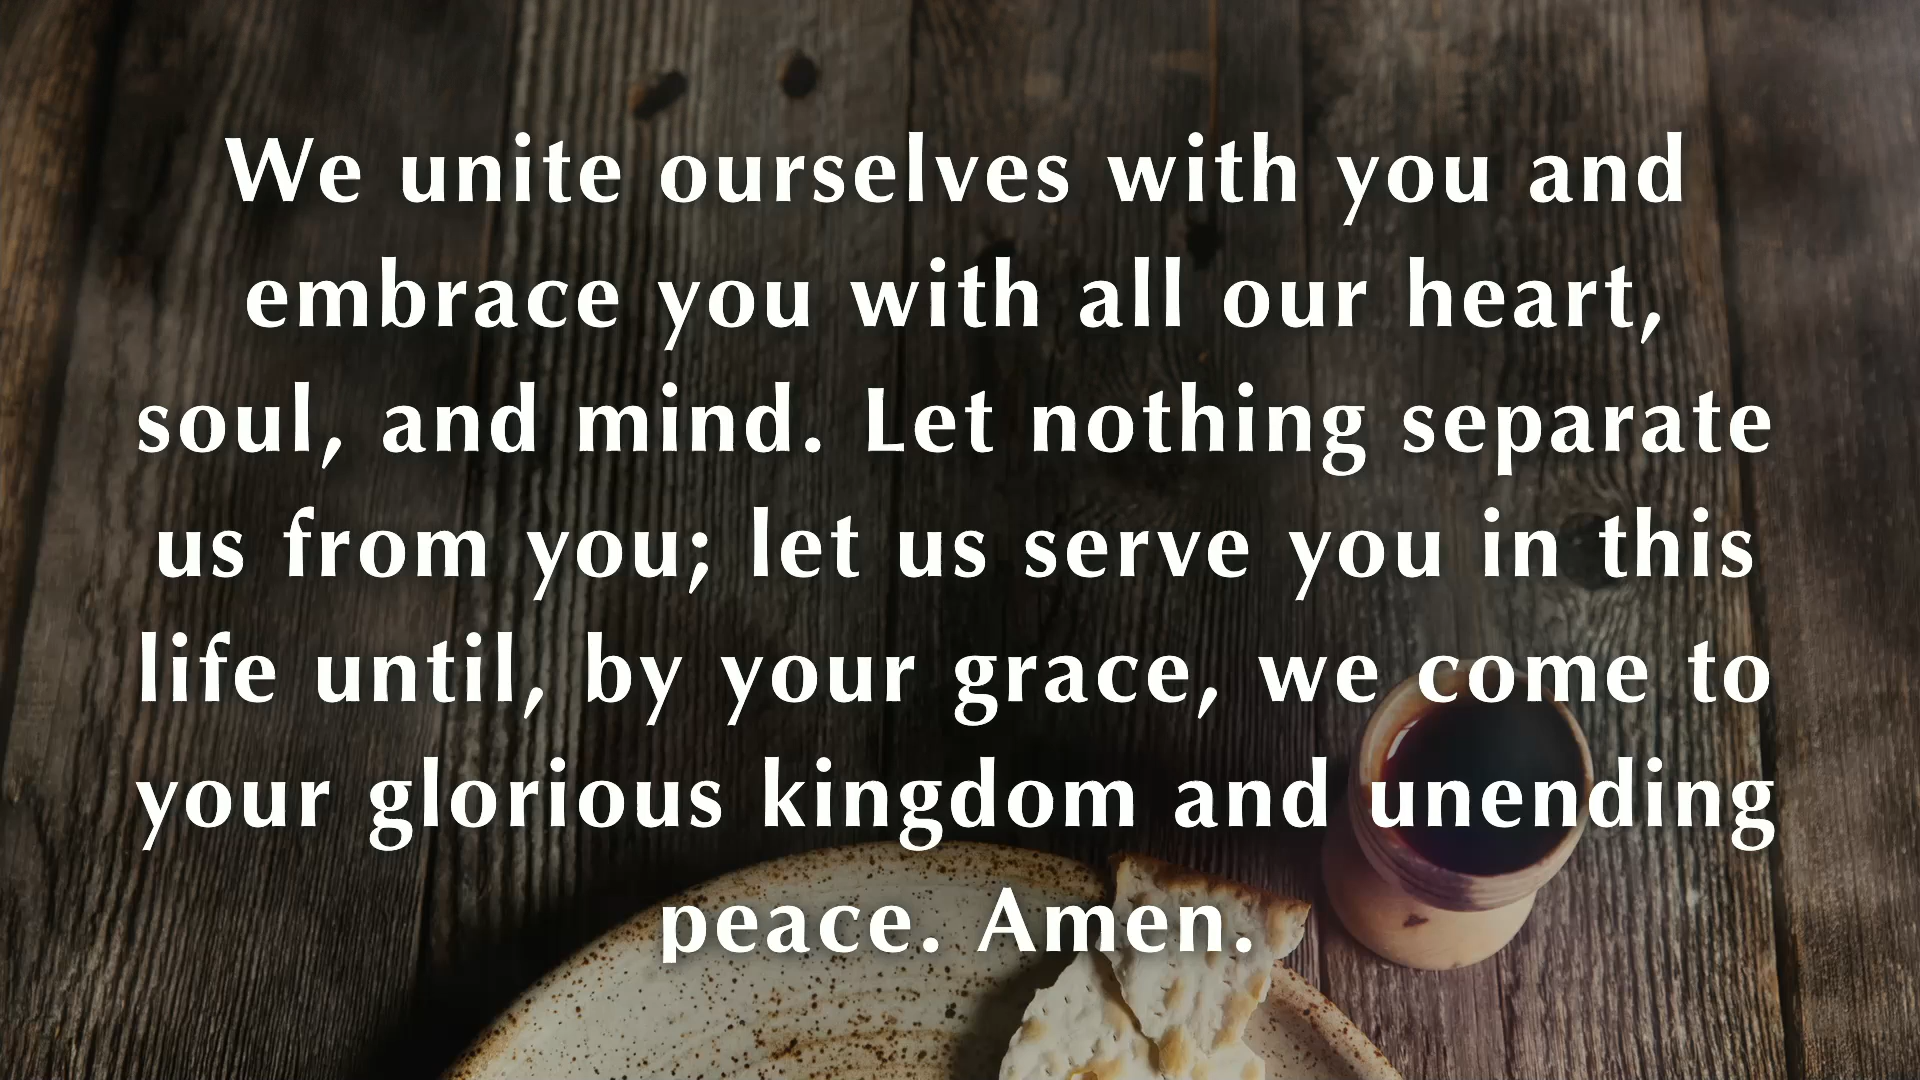 We unite ourselves with you and
embrace you with all our heart,
soul, and mind. Let nothing separate
us from you; let us serve you in this
life until, by your grace, we come to
your glorious kingdom and unending
peace. Amen.